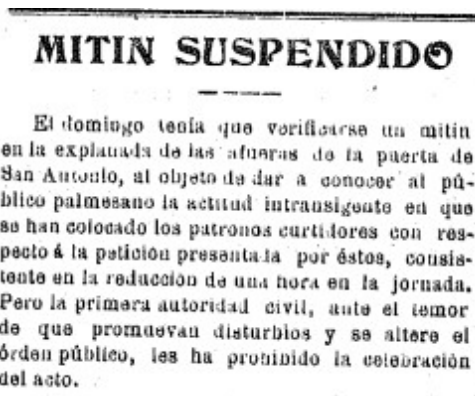 MITIN SUSPENDIDO
El domingo tenía que verificarse un mitin
en la explanada de las afueras de la puerta de
San Antonio, al objeto de dar a conocer al pú-
blico palmesano la actitud intransigente en que
se han colocado los patronos curtidores con res-
pecto á la petición presentada por éstos, consis-
tente en la reducción de una hora en la jornada.
Pero la primera autoridad civil, ante el temor
de que promuevan disturbios y se altere el
órden público, les ha prohibido la celebración
del acto.